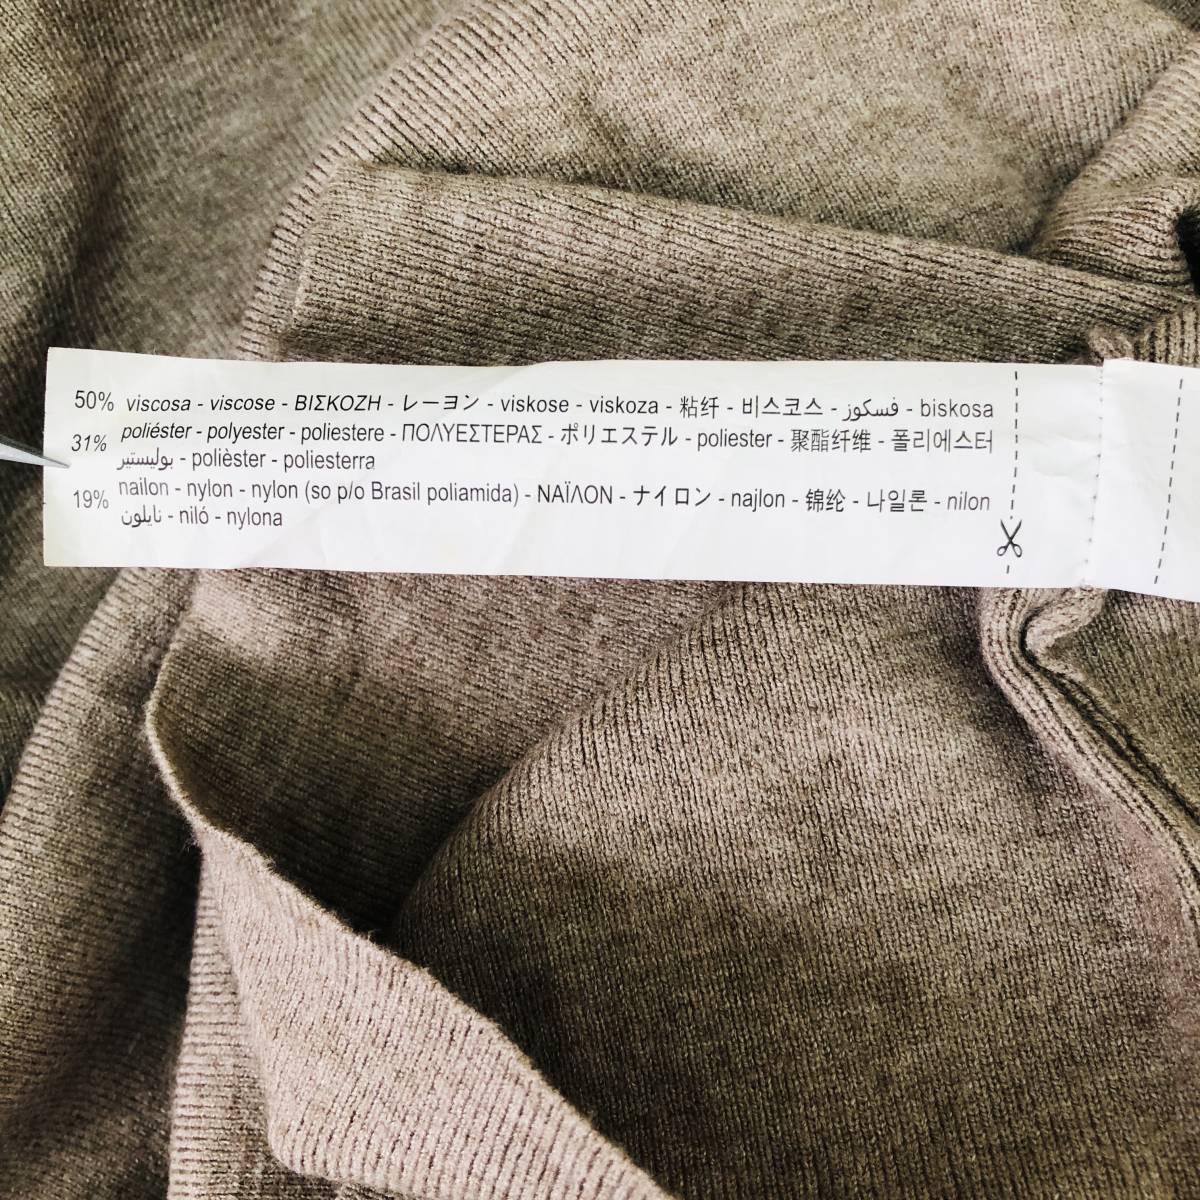 50% viscosa - viscose - ΒΙΣΚΟΖΗ - レーヨン - viskose - viskoza - 粘纤 - 비스코스 - فسكوز - biskosa
31% poliéster - polyester - poliestere - ΠΟΛΥΕΣΤΕΡΑΣ - ポリエステル - poliester - 聚酯纤维 - 폴리에스터
بوليستير - polièster - poliesterra
19% nailon - nylon - nylon (so p/o Brasil poliamida) - ΝΑΪΛΟΝ - ナイロン - najlon - 锦纶 - 나일론 - nilon
نايلون - niló - nylona